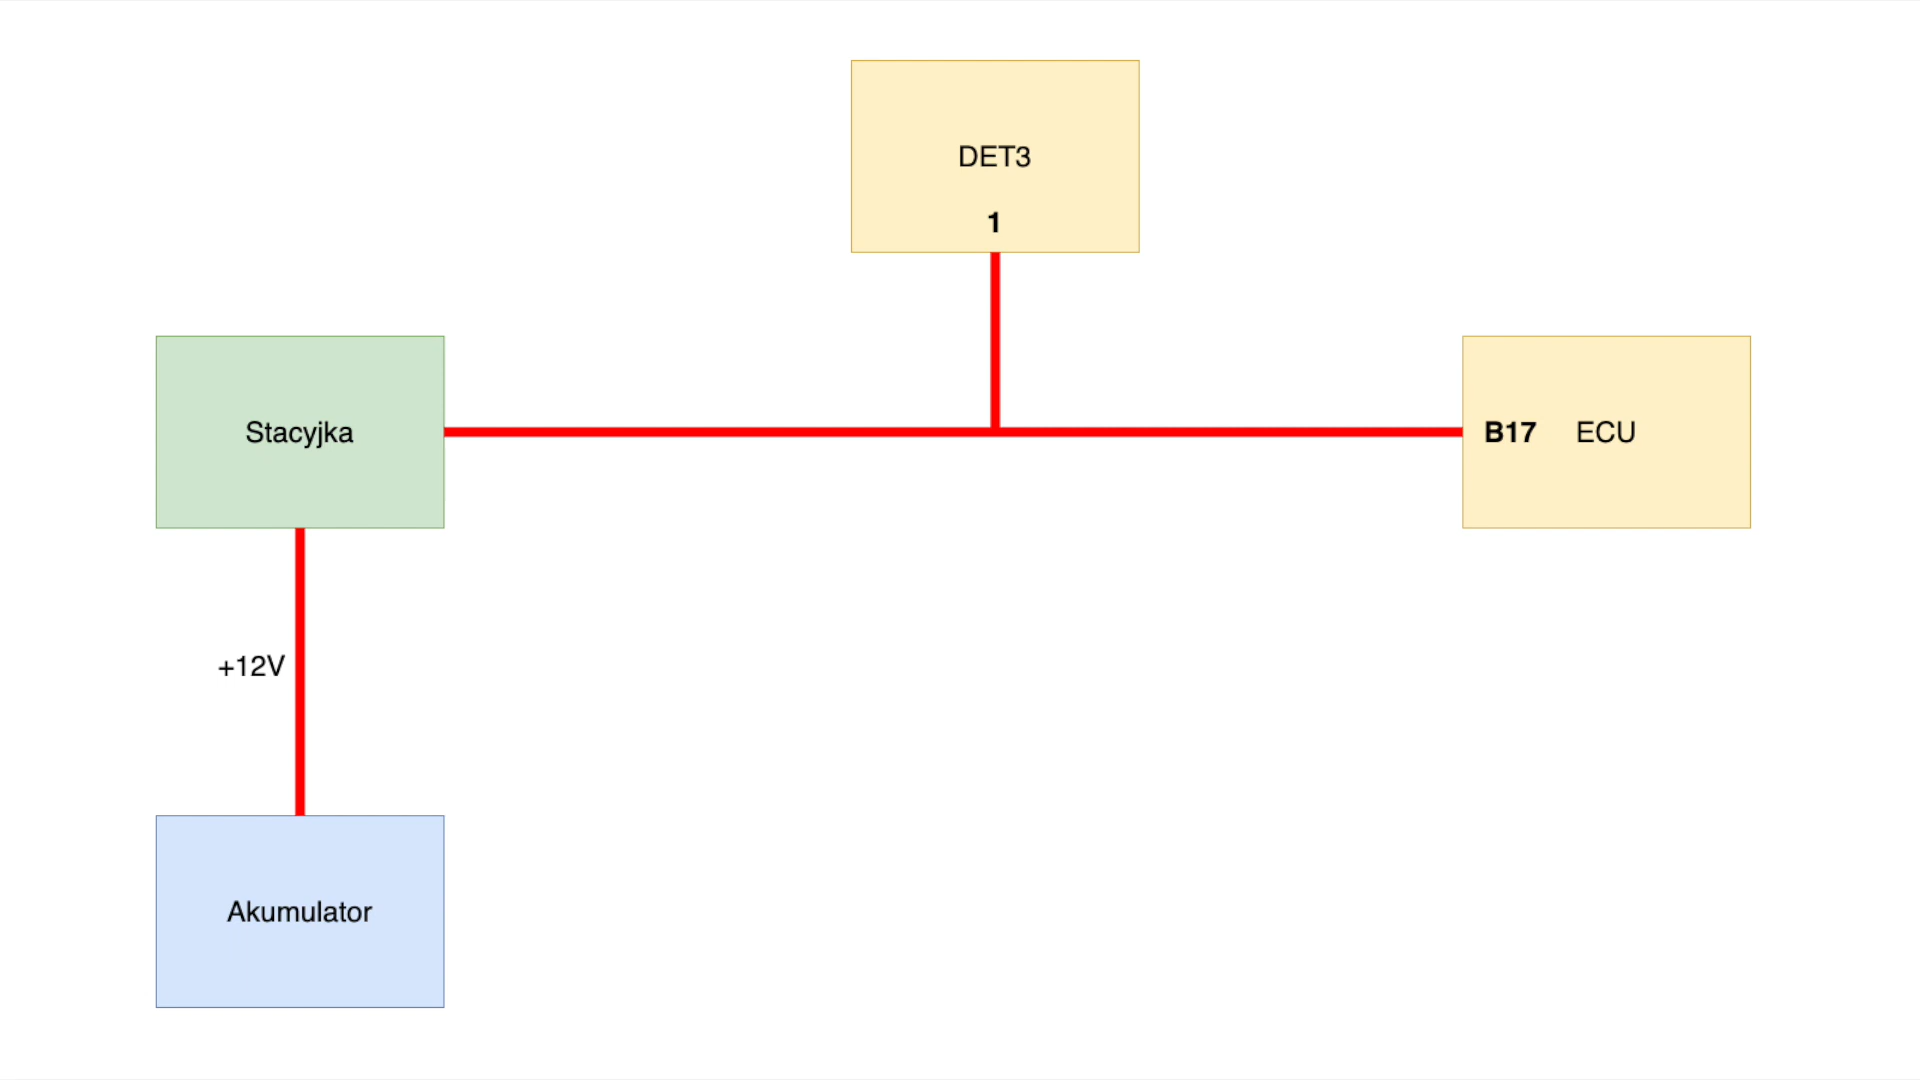 DET3
1
Stacyjka
B17 ECU
+12V
Akumulator